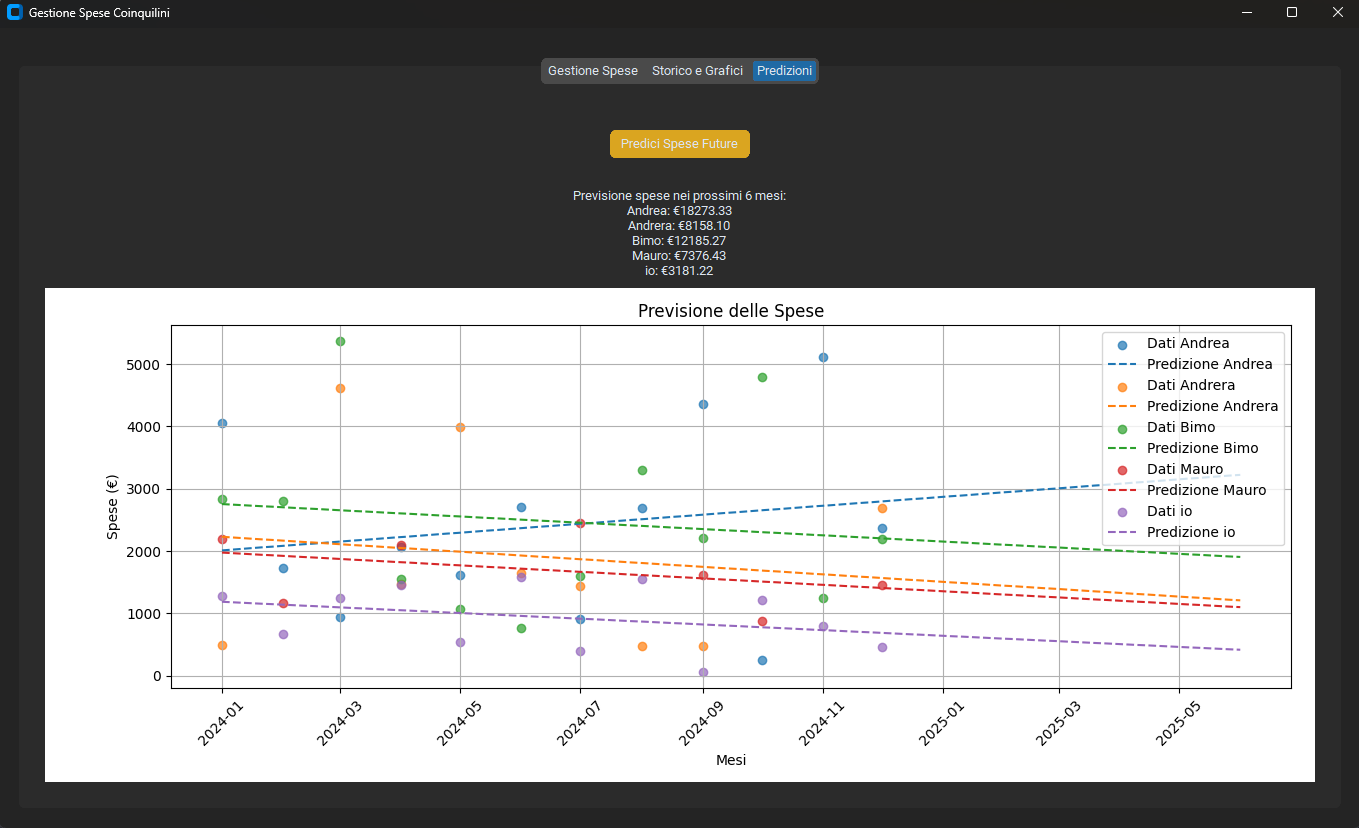 Gestione Spese Coinquilini
Gestione Spese Storico e Grafici Predizioni
Predici Spese Future
Previsione spese nei prossimi 6 mesi:
Andrea: €18273.33
Andrera: €8158.10
Bimo: €12185.27
Mauro: €7376.43
io: €3181.22
Previsione delle Spese
Spese (€)
5000
4000
3000
2000
1000
0
Dati Andrea
Predizione Andrea
Dati Andrera
Predizione Andrera
Dati Bimo
Predizione Bimo
Dati Mauro
Predizione Mauro
Dati io
Predizione io
2024-01 2024-03 2024-05 2024-07 2024-09 2024-11 2025-01 2025-03 2025-05
Mesi